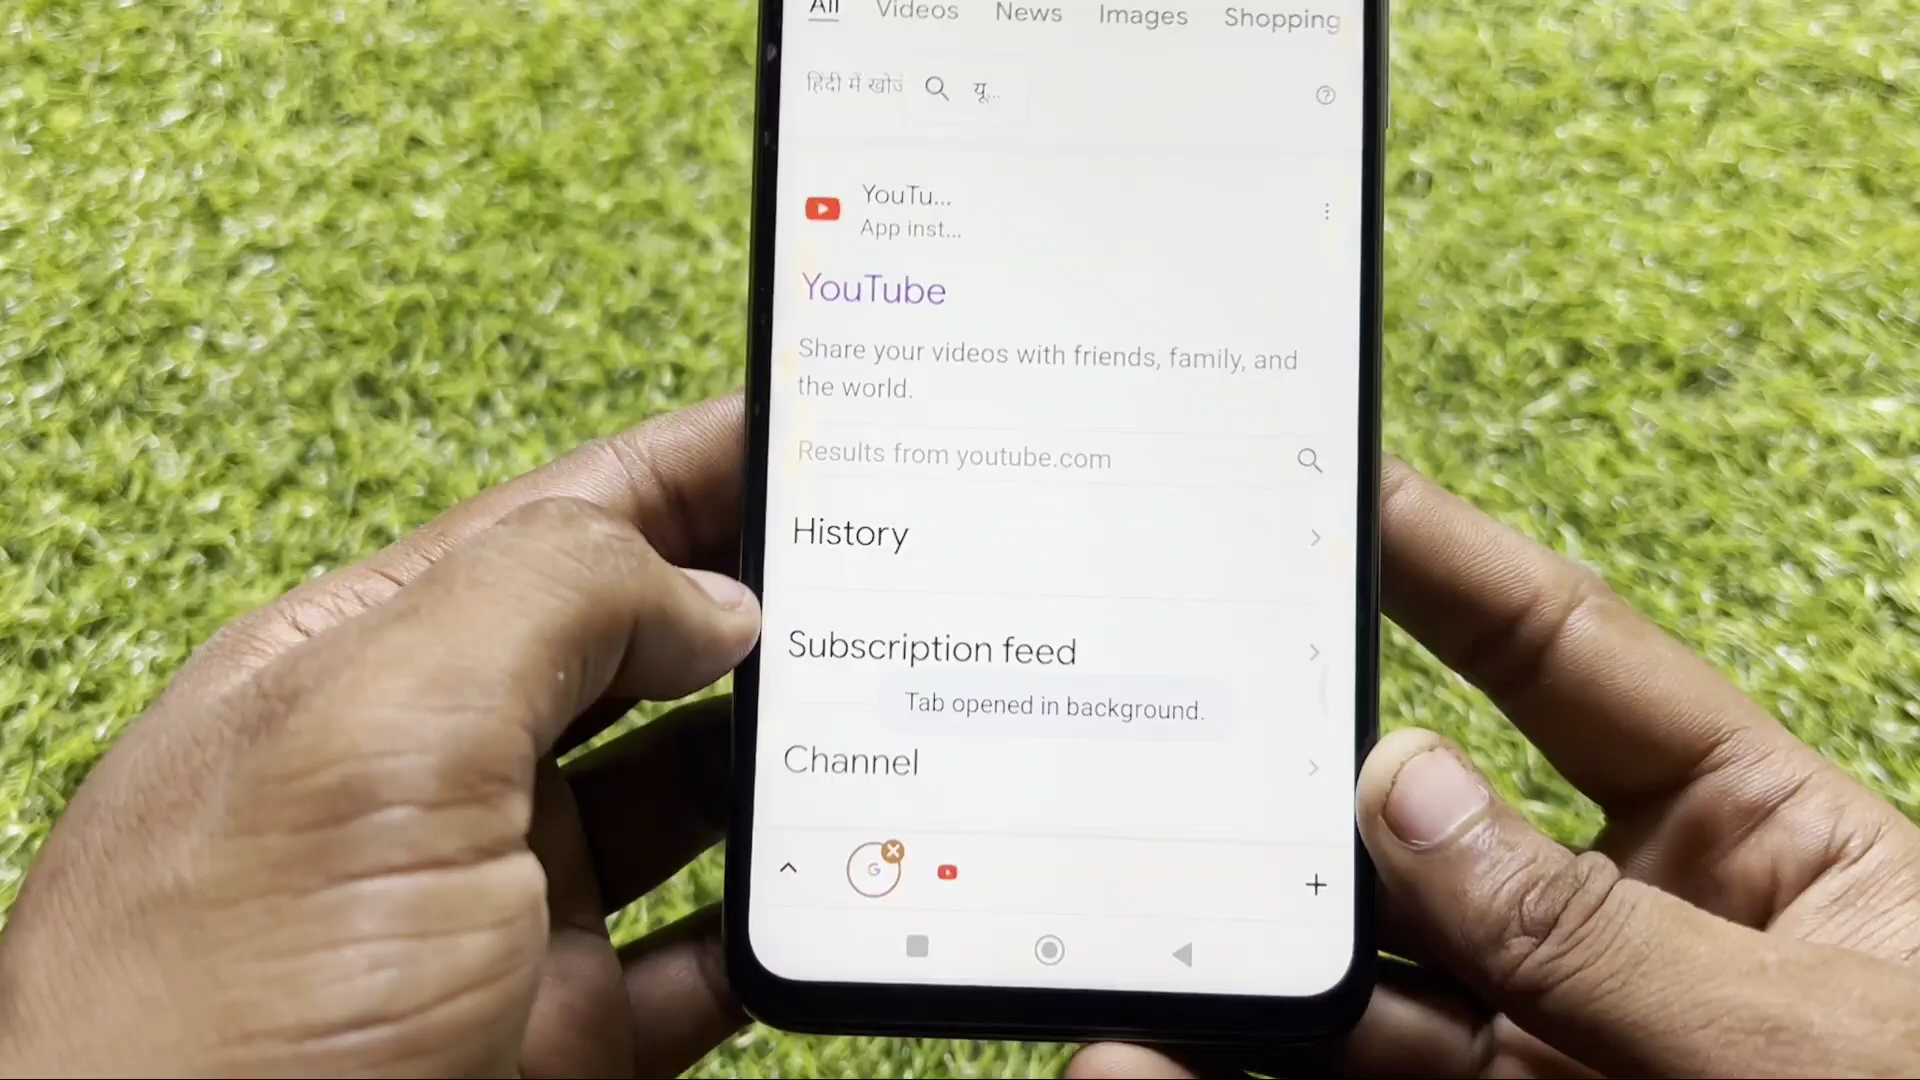 All Videos News Images Shopping
हिंदी में खोजें यू...
YouTu...
App inst...
YouTube
Share your videos with friends, family, and
the world.
Results from youtube.com
History
Subscription feed
Tab opened in background.
Channel
G